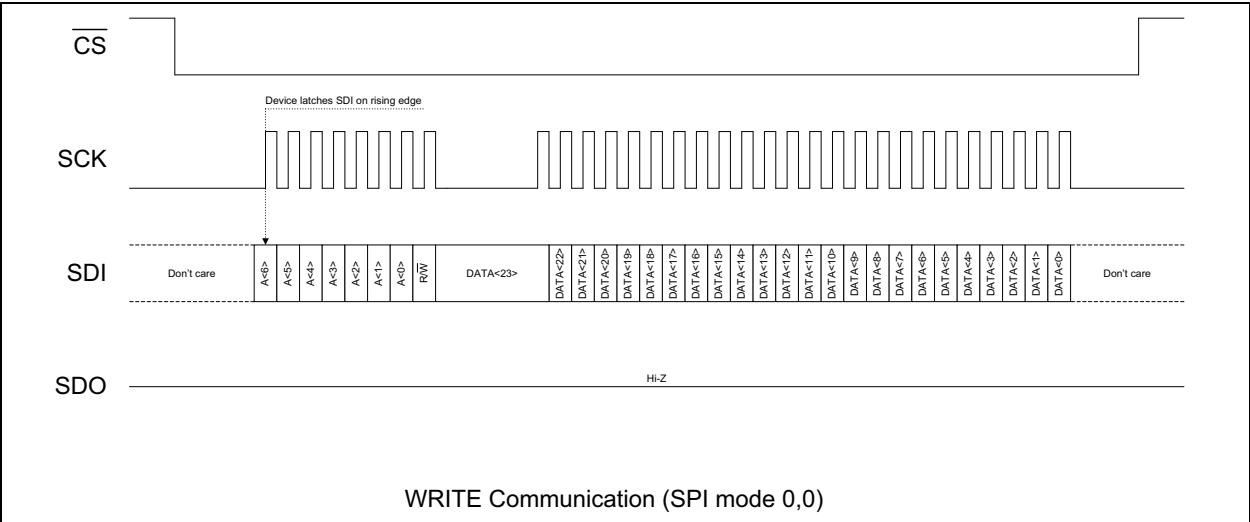 CS
Device latches SDI on rising edge
SCK
SDI
Don't care
A<6>
A<5>
A<4>
A<3>
A<2>
A<1>
A<0>
R/W
DATA<23>
DATA<22>
DATA<21>
DATA<20>
DATA<19>
DATA<18>
DATA<17>
DATA<16>
DATA<15>
DATA<14>
DATA<13>
DATA<12>
DATA<11>
DATA<10>
DATA<9>
DATA<8>
DATA<7>
DATA<6>
DATA<5>
DATA<4>
DATA<3>
DATA<2>
DATA<1>
DATA<0>
Don't care
SDO
Hi-Z
WRITE Communication (SPI mode 0,0)